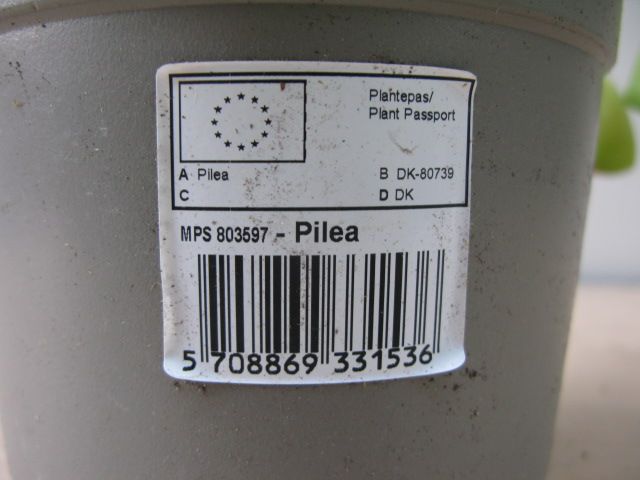 Plantepas/
Plant Passport
A Pilea
B DK-80739
C
D DK
MPS 803597 - Pilea
5 708869 331536